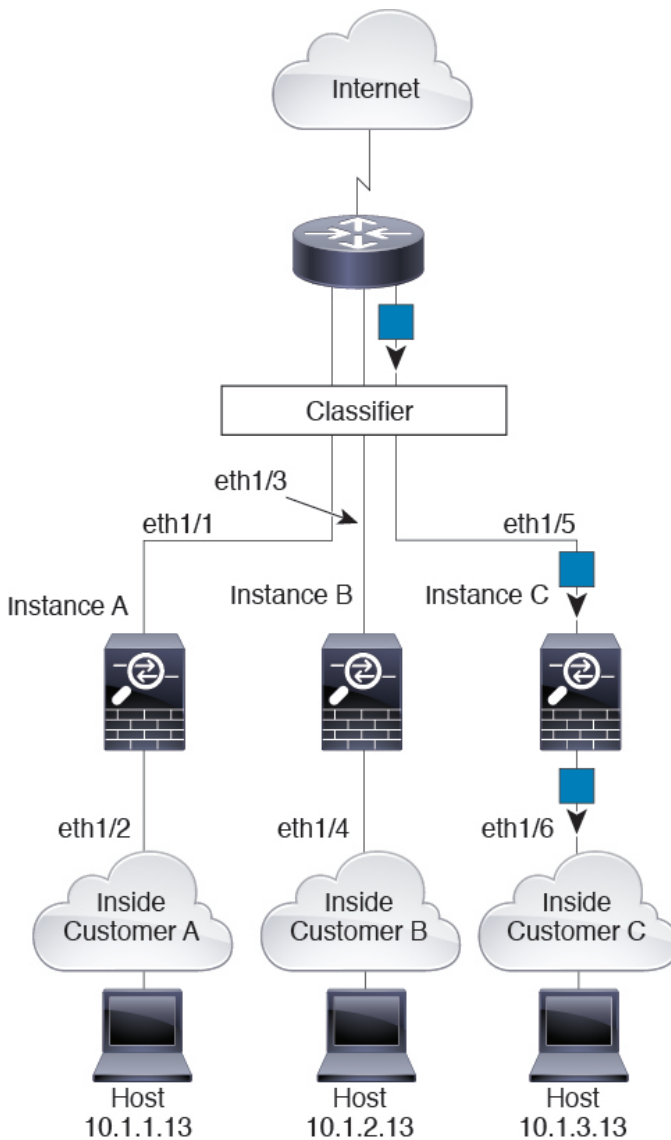 Internet
Classifier
eth1/3
eth1/1
eth1/5
Instance A
Instance B
Instance C
eth1/2
eth1/4
eth1/6
Inside
Customer A
Inside
Customer B
Inside
Customer C
Host
10.1.1.13
Host
10.1.2.13
Host
10.1.3.13